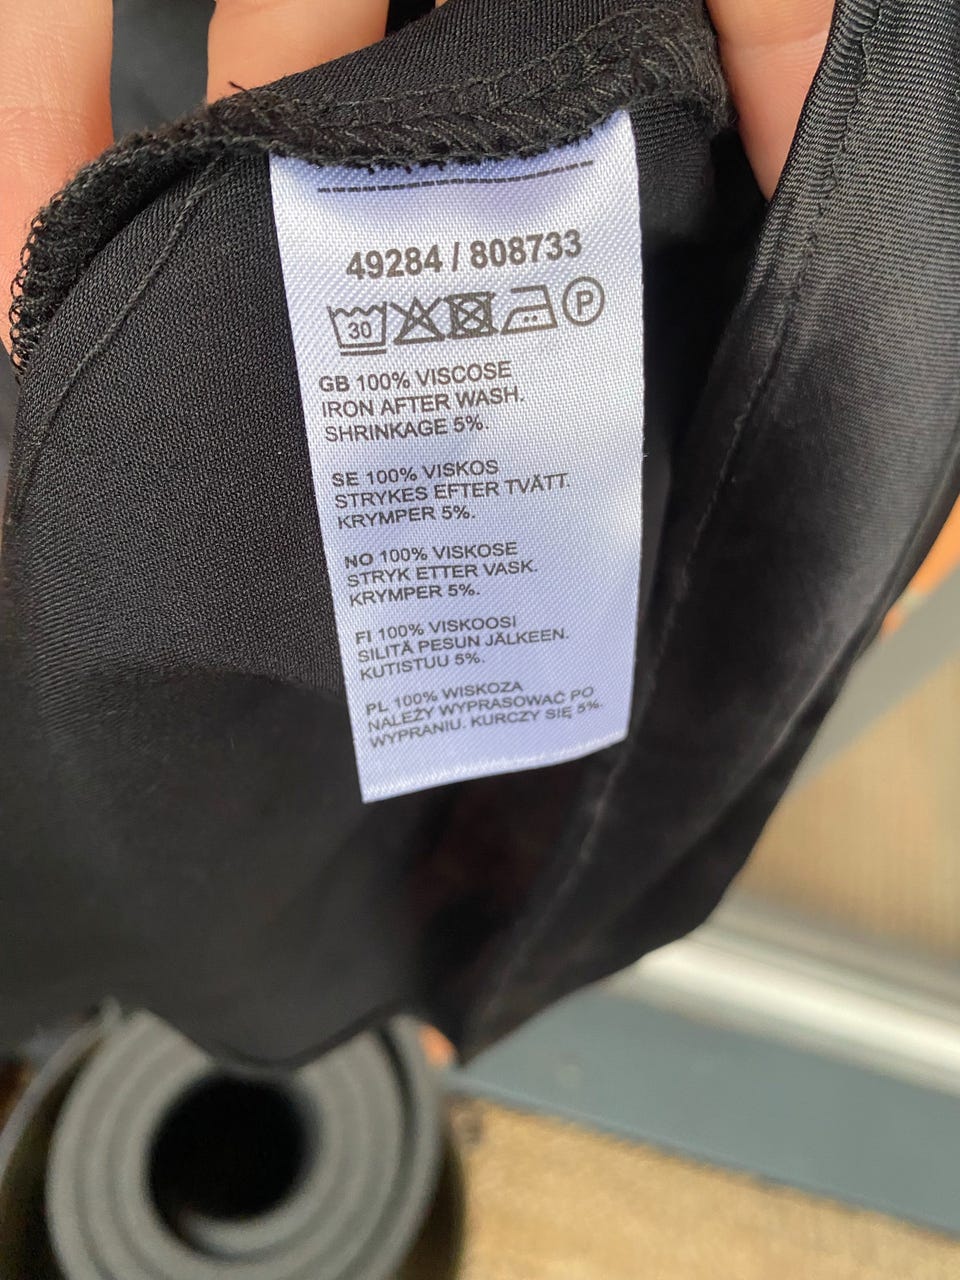 49284 / 808733
30 P
GB 100% VISCOSE
IRON AFTER WASH.
SHRINKAGE 5%.
SE 100% VISKOS
STRYKES EFTER TVÄTT.
KRYMPER 5%.
NO 100% VISKOSE
STRYK ETTER VASK.
KRYMPER 5%.
FI 100% VISKOOSI
SILITÄ PESUN JÄLKEEN.
KUTISTUU 5%.
PL 100% WISKOZA
NALEŻY WYPRASOWAĆ PO
WYPRANIU. KURCZY SIĘ 5%.